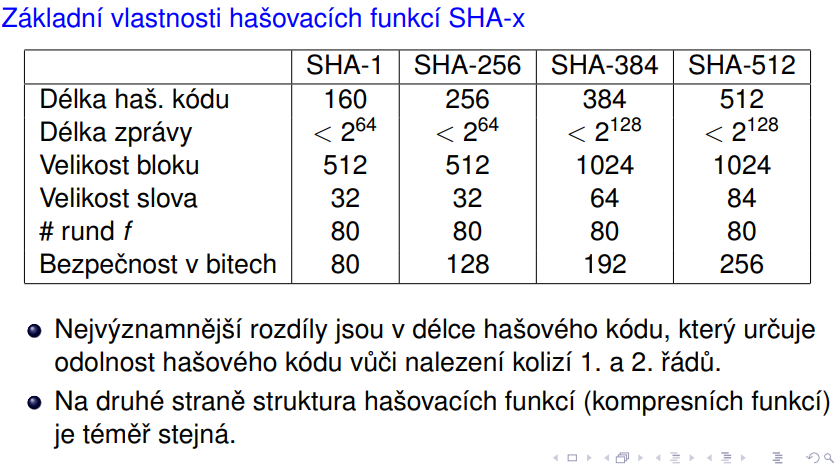 Základní vlastnosti hašovacích funkcí SHA-x
SHA-1 SHA-256 SHA-384 SHA-512
Délka haš. kódu 160 256 384 512
Délka zprávy < 2^64 < 2^64 < 2^128 < 2^128
Velikost bloku 512 512 1024 1024
Velikost slova 32 32 64 84
# rund f 80 80 80 80
Bezpečnost v bitech 80 128 192 256
Nejvýznamnější rozdíly jsou v délce hašového kódu, který určuje
odolnost hašového kódu vůči nalezení kolizí 1. a 2. řádů.
Na druhé straně struktura hašovacích funkcí (kompresních funkcí)
je téměř stejná.